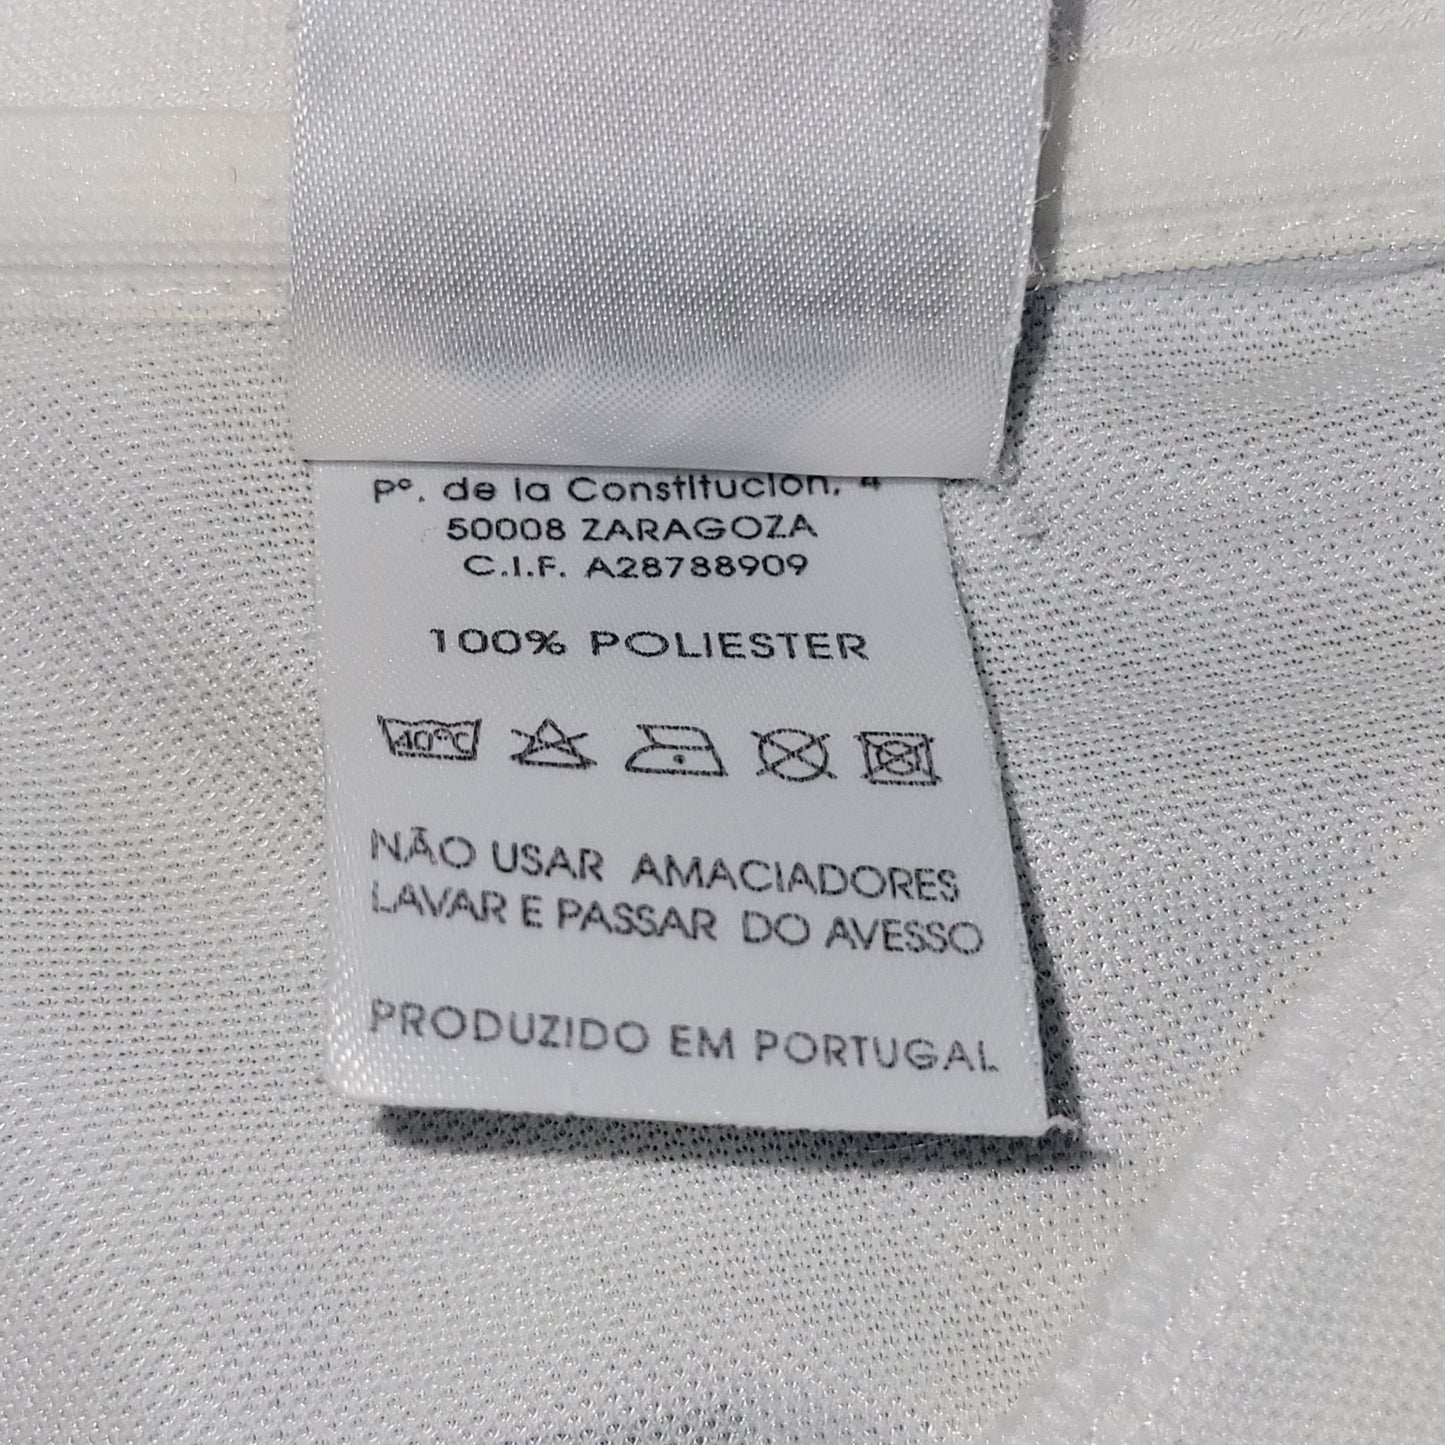 Pº. de la Constitución, 4
50008 ZARAGOZA
C.I.F. A28788909
100% POLIESTER
40°C
NÃO USAR AMACIADORES
LAVAR E PASSAR DO AVESSO
PRODUZIDO EM PORTUGAL